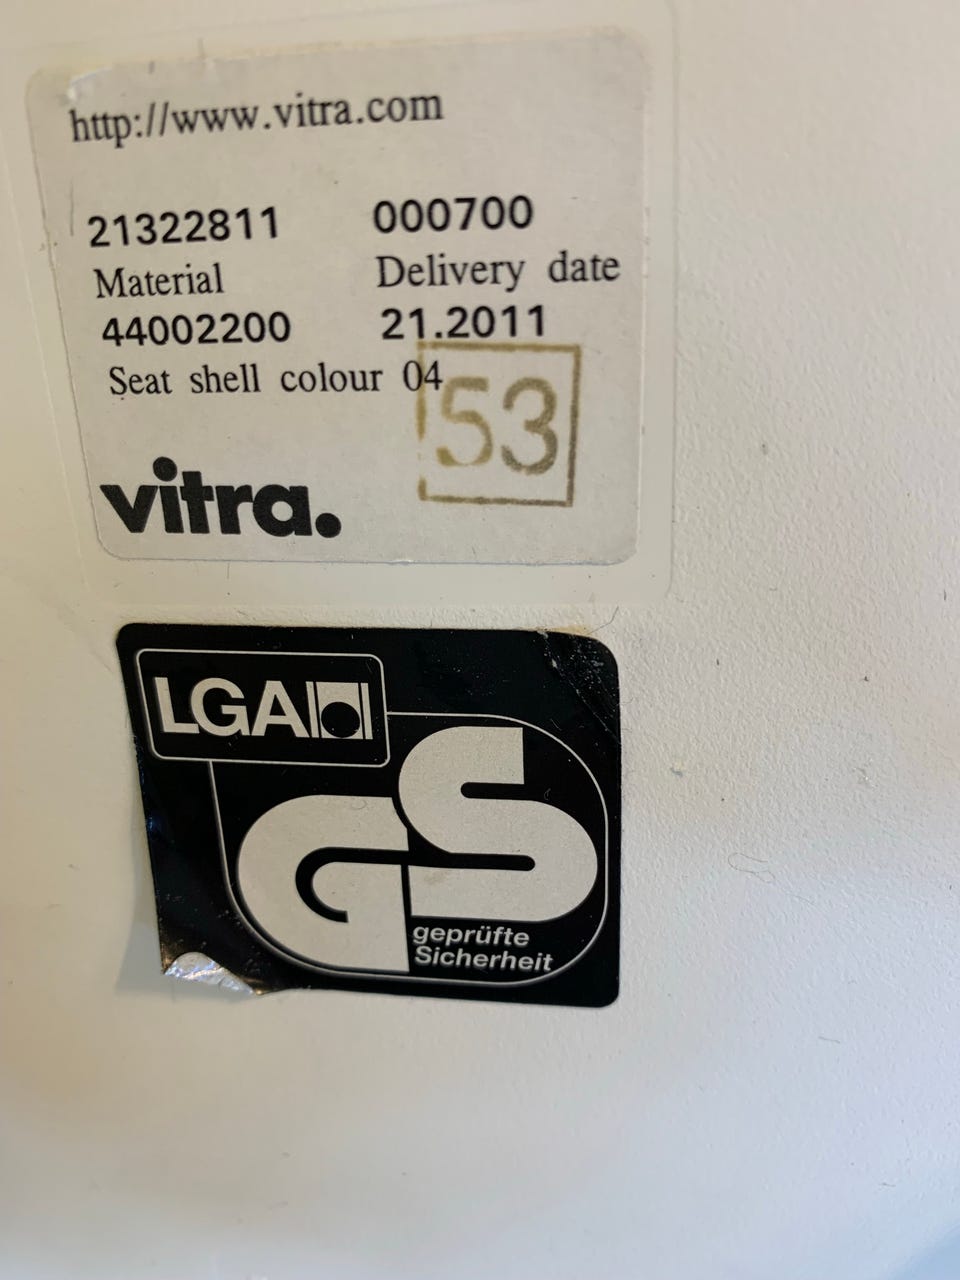 http://www.vitra.com
21322811 000700
Material Delivery date
44002200 21.2011
Seat shell colour 04
53
vitra.
LGA
GS
geprüfte
Sicherheit